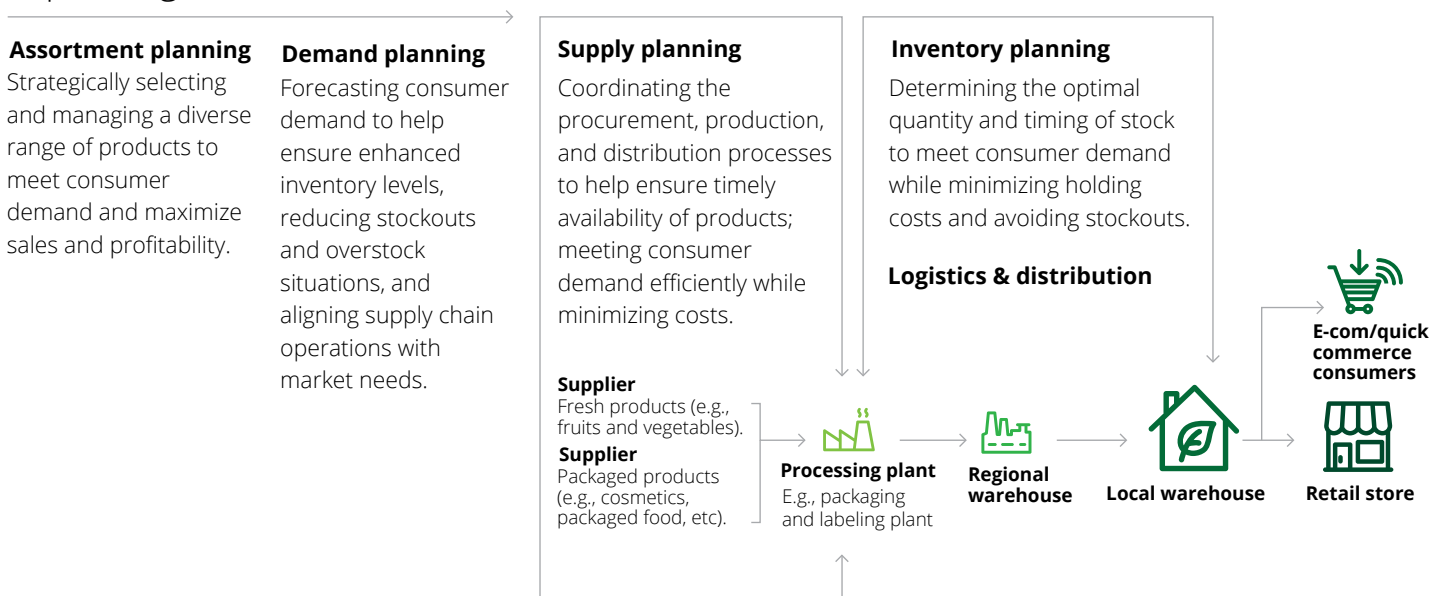 Assortment planning
Strategically selecting
and managing a diverse
range of products to
meet consumer
demand and maximize
sales and profitability.
Demand planning
Forecasting consumer
demand to help
ensure enhanced
inventory levels,
reducing stockouts
and overstock
situations, and
aligning supply chain
operations with
market needs.
Supply planning
Coordinating the
procurement, production,
and distribution processes
to help ensure timely
availability of products;
meeting consumer
demand efficiently while
minimizing costs.
Inventory planning
Determining the optimal
quantity and timing of stock
to meet consumer demand
while minimizing holding
costs and avoiding stockouts.
Logistics & distribution
Supplier
Fresh products (e.g.,
fruits and vegetables).
Supplier
Packaged products
(e.g., cosmetics,
packaged food, etc).
Processing plant
E.g., packaging
and labeling plant
Regional
warehouse
Local warehouse
E-com/quick
commerce
consumers
Retail store